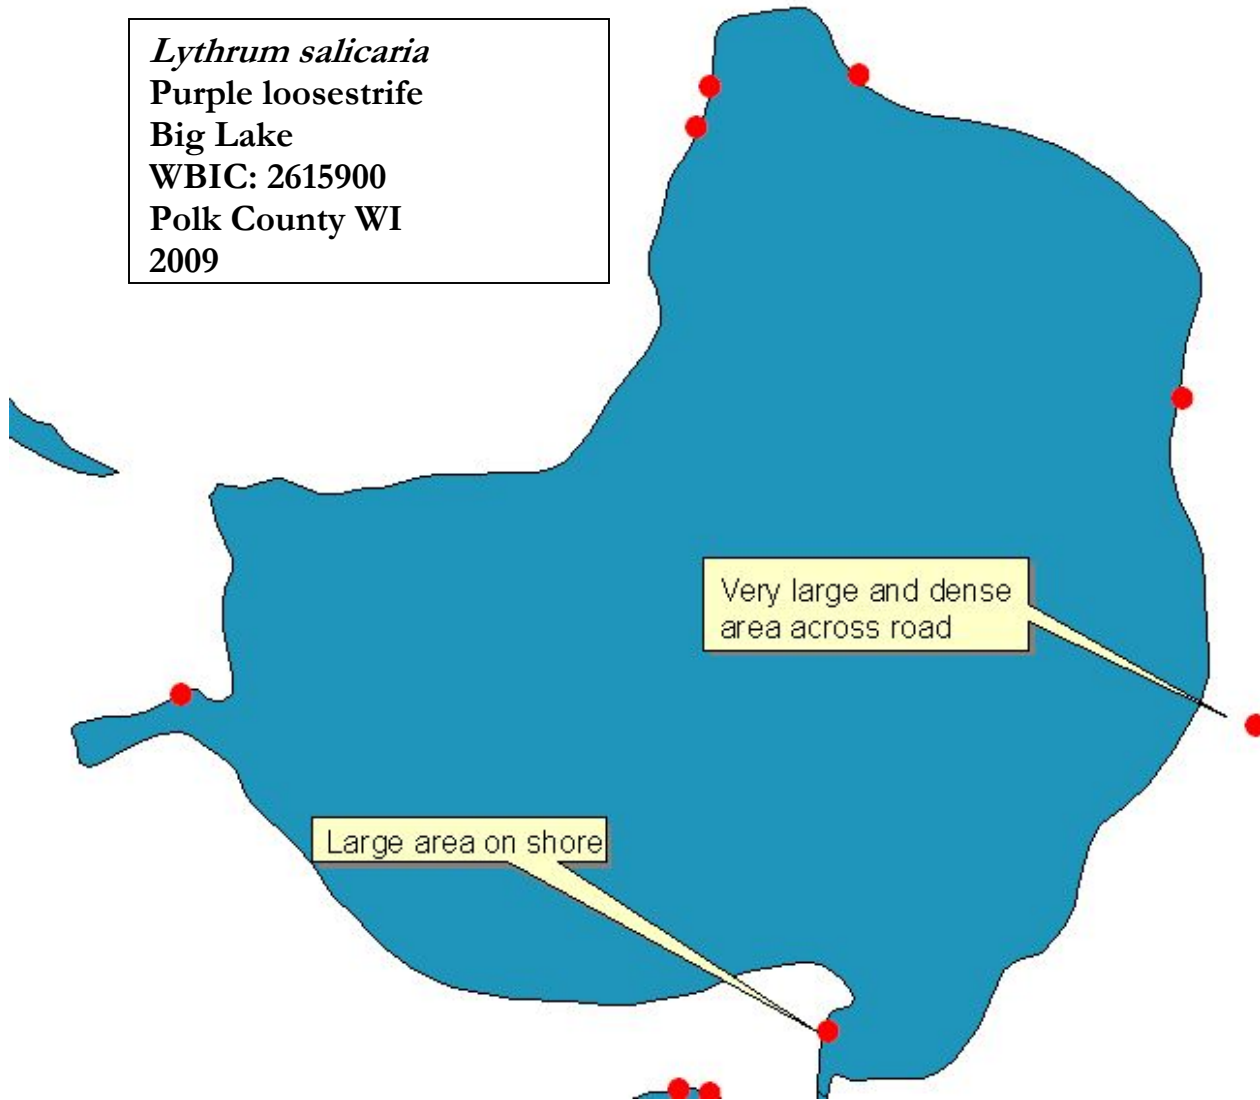 Lythrum salicaria
Purple loosestrife
Big Lake
WBIC: 2615900
Polk County WI
2009
Very large and dense
area across road
Large area on shore